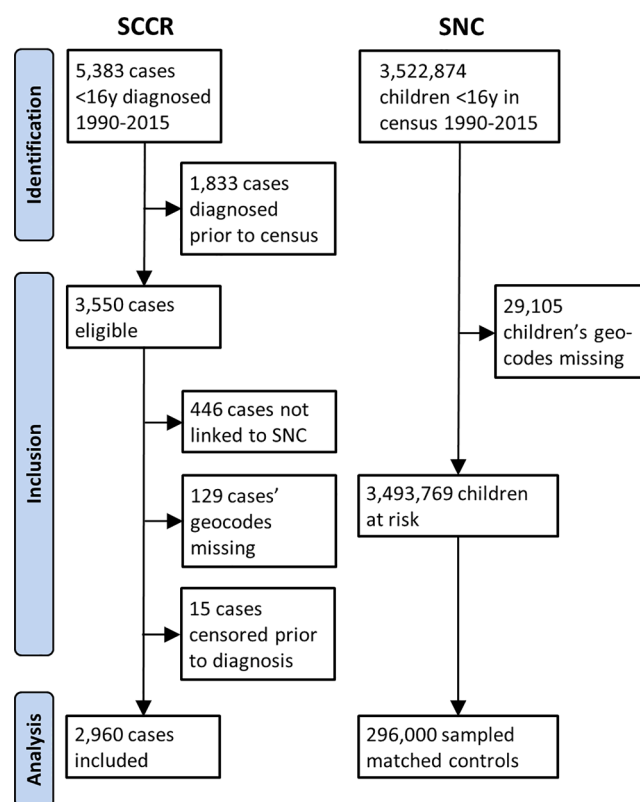 SCCR
SNC
Identification
5,383 cases
<16y diagnosed
1990-2015
3,522,874
children <16y in
census 1990-2015
1,833 cases
diagnosed
prior to census
Inclusion
3,550 cases
eligible
29,105
children's geo-
codes missing
446 cases not
linked to SNC
129 cases'
geocodes
missing
3,493,769 children
at risk
15 cases
censored prior
to diagnosis
Analysis
2,960 cases
included
296,000 sampled
matched controls